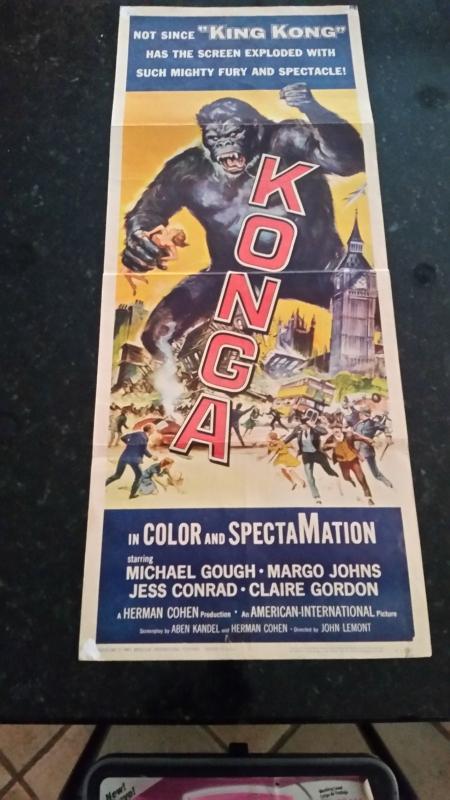 NOT SINCE "KING KONG"
HAS THE SCREEN EXPLODED WITH
SUCH MIGHTY FURY AND SPECTACLE!
KONGA
IN COLOR AND SPECTAMATION
starring
MICHAEL GOUGH · MARGO JOHNS
JESS CONRAD · CLAIRE GORDON
A HERMAN COHEN Production · An AMERICAN-INTERNATIONAL Picture
Screenplay by ABEN KANDEL and HERMAN COHEN · Directed by JOHN LEMONT
New!